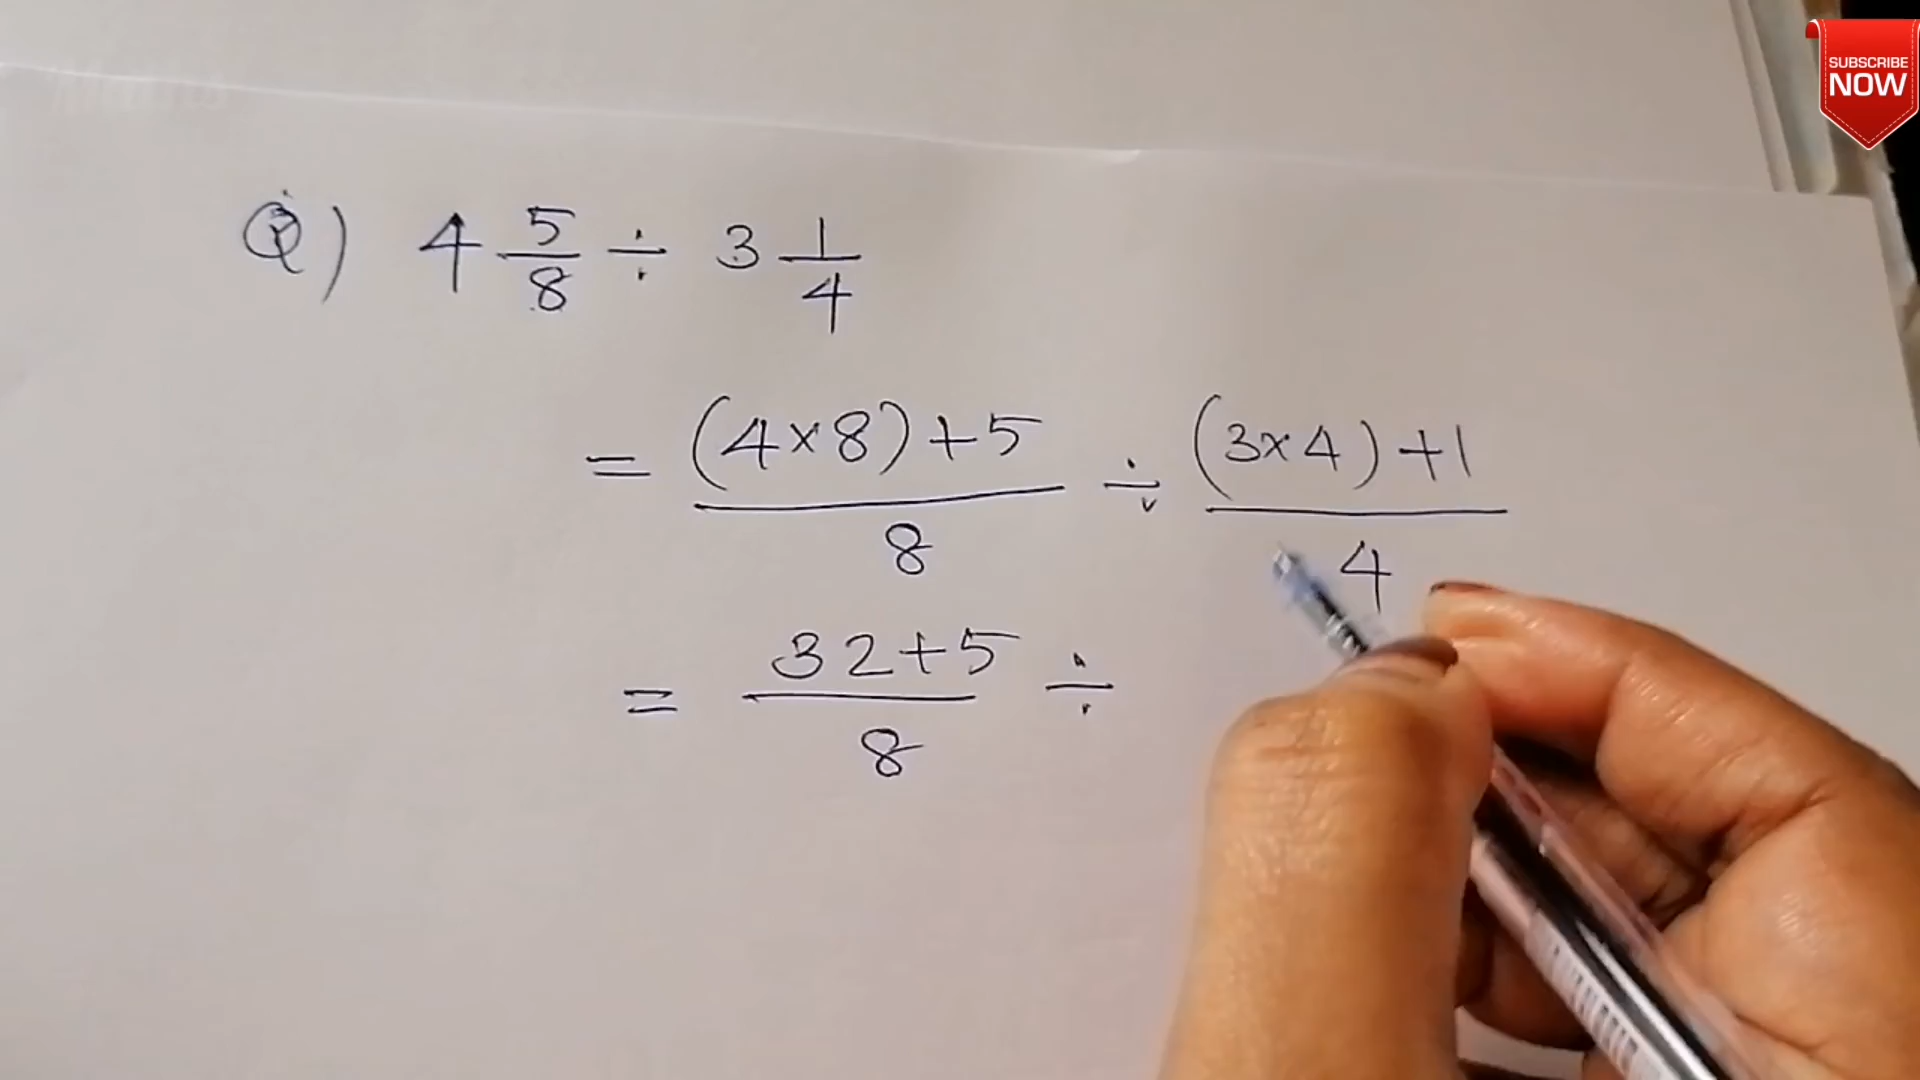 SUBSCRIBE
NOW
Q) 4 5/8 ÷ 3 1/4
= (4×8)+5/8 ÷ (3×4)+1/4
= 32+5/8 ÷